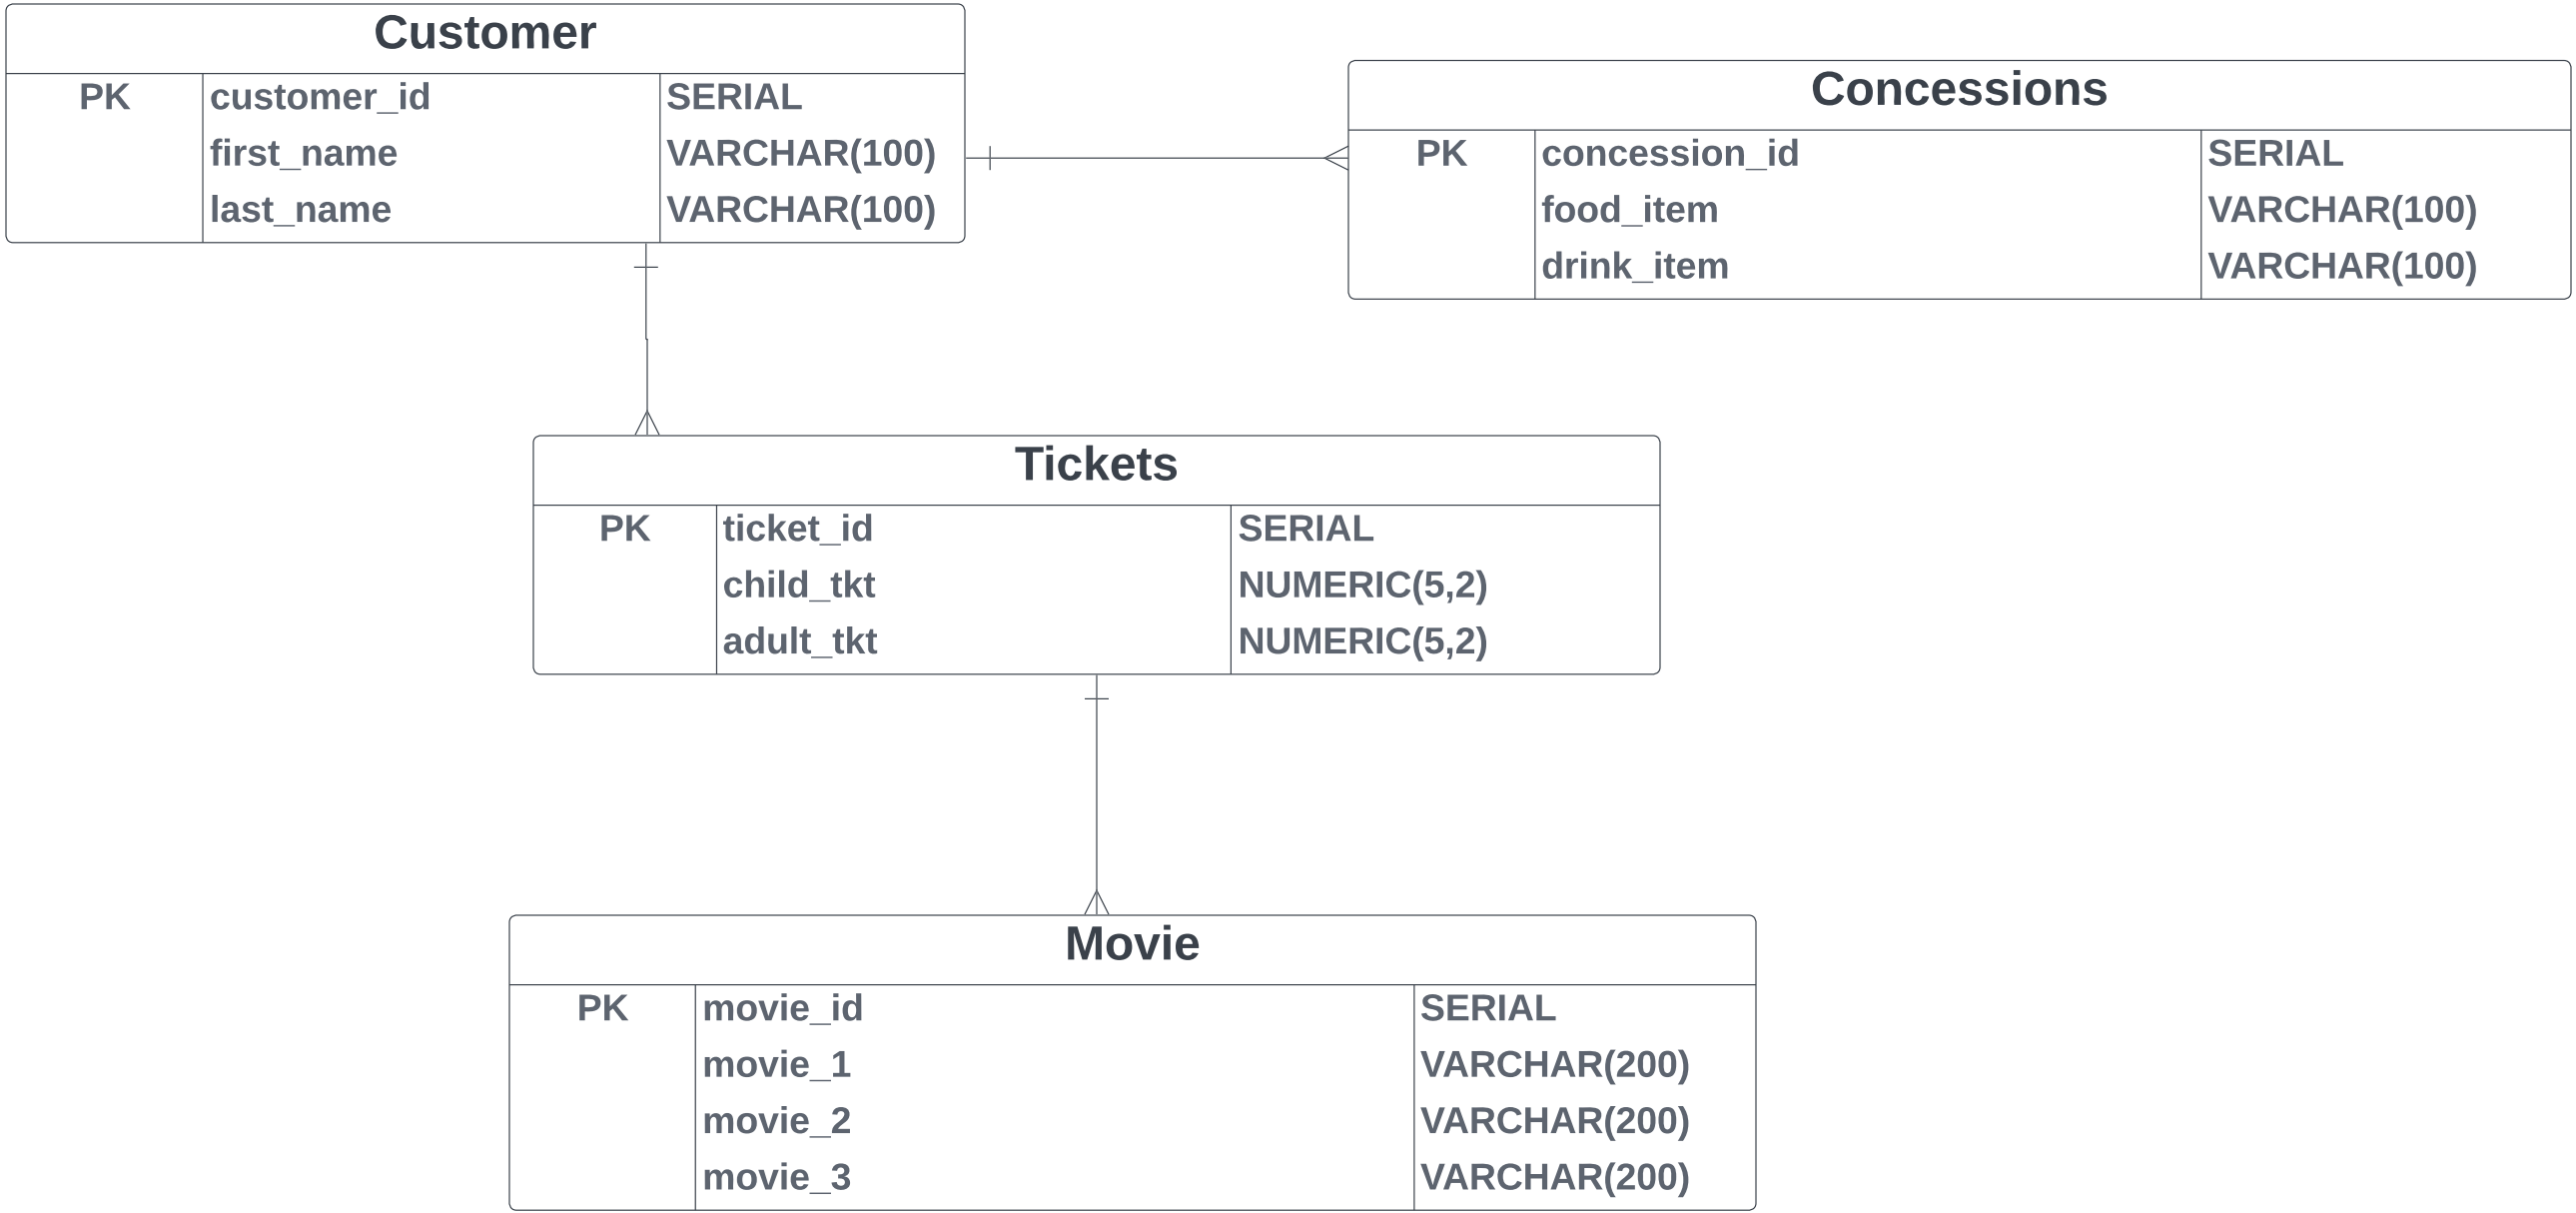 Customer
PK customer_id SERIAL
first_name VARCHAR(100)
last_name VARCHAR(100)
Concessions
PK concession_id SERIAL
food_item VARCHAR(100)
drink_item VARCHAR(100)
Tickets
PK ticket_id SERIAL
child_tkt NUMERIC(5,2)
adult_tkt NUMERIC(5,2)
Movie
PK movie_id SERIAL
movie_1 VARCHAR(200)
movie_2 VARCHAR(200)
movie_3 VARCHAR(200)